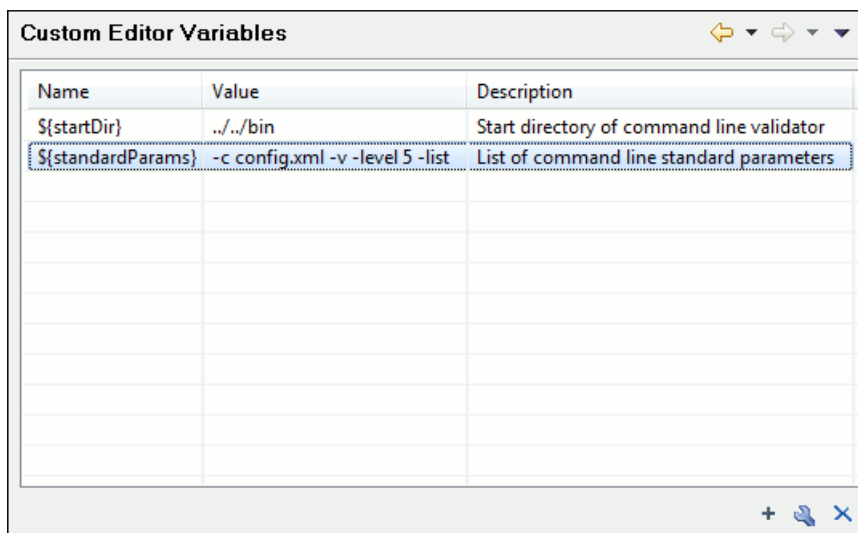 Custom Editor Variables
Name Value Description
${startDir} ../../bin Start directory of command line validator
${standardParams} -c config.xml -v -level 5 -list List of command line standard parameters